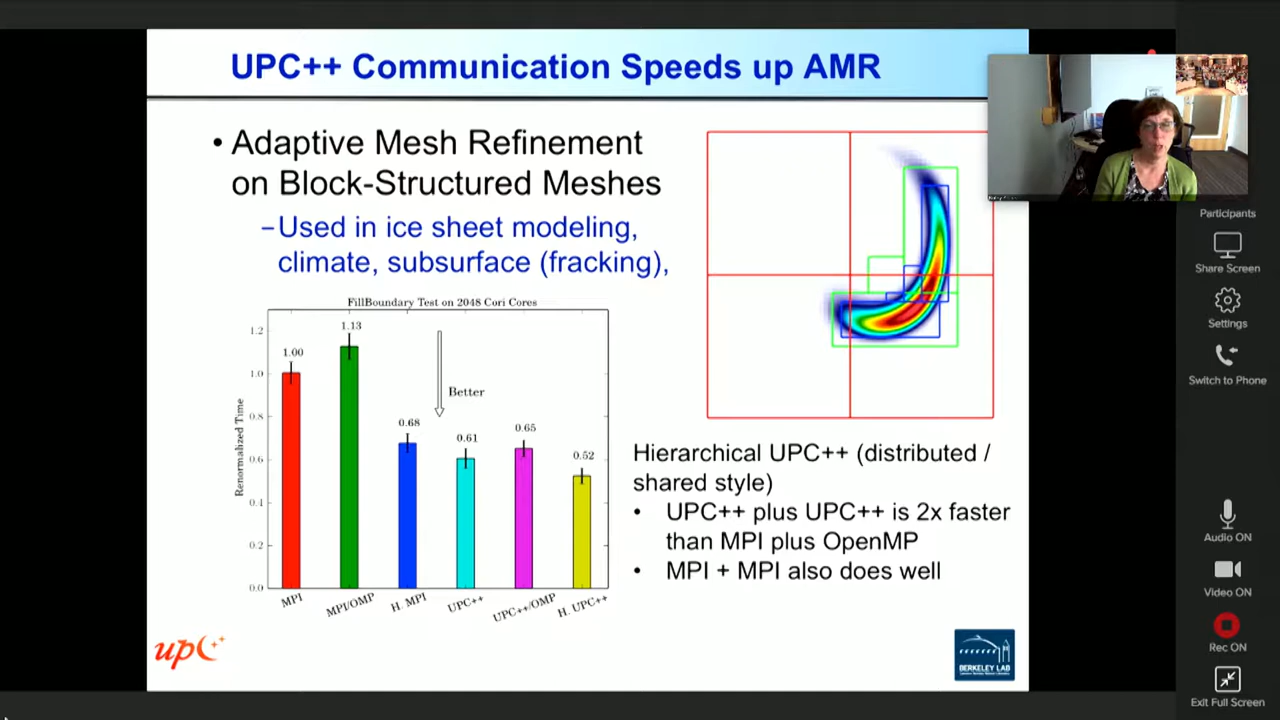 UPC++ Communication Speeds up AMR
• Adaptive Mesh Refinement
on Block-Structured Meshes
–Used in ice sheet modeling,
climate, subsurface (fracking),
FillBoundary Test on 2048 Cori Cores
Renormalized Time
1.2
1.0
0.8
0.6
0.4
0.2
0.0
1.00
1.13
0.68
0.61
0.65
0.52
Better
MPI
MPI/OMP
H. MPI
UPC++
UPC++/OMP
H. UPC++
Hierarchical UPC++ (distributed /
shared style)
• UPC++ plus UPC++ is 2x faster
than MPI plus OpenMP
• MPI + MPI also does well
upc
BERKELEY LAB
Participants
Share Screen
Settings
Switch to Phone
Audio ON
Video ON
Rec ON
Exit Full Screen